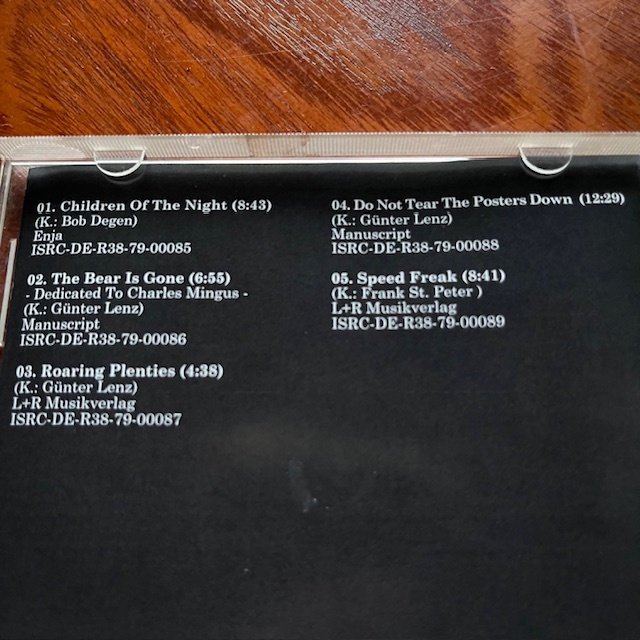 01. Children Of The Night (8:43)
(K.: Bob Degen)
Enja
ISRC-DE-R38-79-00085
02. The Bear Is Gone (6:55)
- Dedicated To Charles Mingus -
(K.: Günter Lenz)
Manuscript
ISRC-DE-R38-79-00086
03. Roaring Plenties (4:38)
(K.: Günter Lenz)
L+R Musikverlag
ISRC-DE-R38-79-00087
04. Do Not Tear The Posters Down (12:29)
(K.: Günter Lenz)
Manuscript
ISRC-DE-R38-79-00088
05. Speed Freak (8:41)
(K.: Frank St. Peter )
L+R Musikverlag
ISRC-DE-R38-79-00089